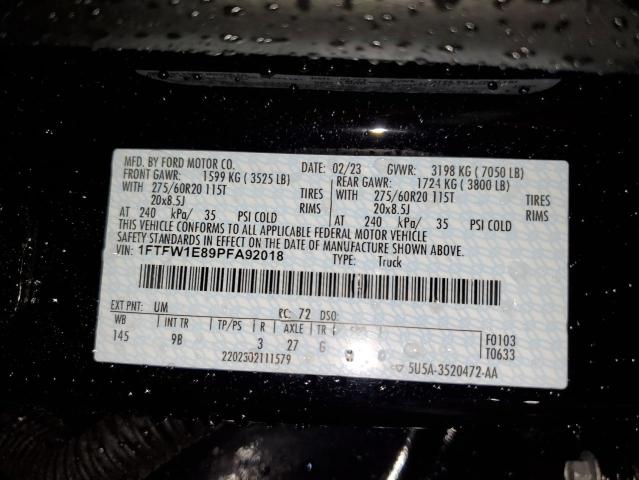 MFD. BY FORD MOTOR CO. DATE: 02/23 GVWR: 3198 KG ( 7050 LB)
FRONT GAWR: 1599 KG ( 3525 LB) REAR GAWR: 1724 KG ( 3800 LB)
WITH 275/60R20 115T TIRES WITH 275/60R20 115T TIRES
20x8.5J RIMS 20x8.5J RIMS
AT 240 kPa/ 35 PSI COLD AT 240 kPa/ 35 PSI COLD
THIS VEHICLE CONFORMS TO ALL APPLICABLE FEDERAL MOTOR VEHICLE
SAFETY STANDARDS IN EFFECT ON THE DATE OF MANUFACTURE SHOWN ABOVE.
VIN: 1FTFW1E89PFA92018 TYPE: Truck
EXT PNT: UM RC: 72 DSO:
WB INT TR TP/PS R AXLE TR
145 9B 3 27 G
F0103
T0633
2202302111579
5U5A-3520472-AA